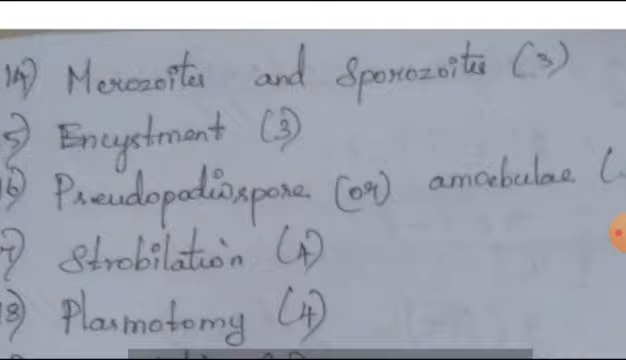 14) Merozoites and Sporozoites (3)
5) Encystment (3)
16) Pseudopodiospore (or) amoebulae (
7) Strobilation (4)
18) Plasmotomy (4)